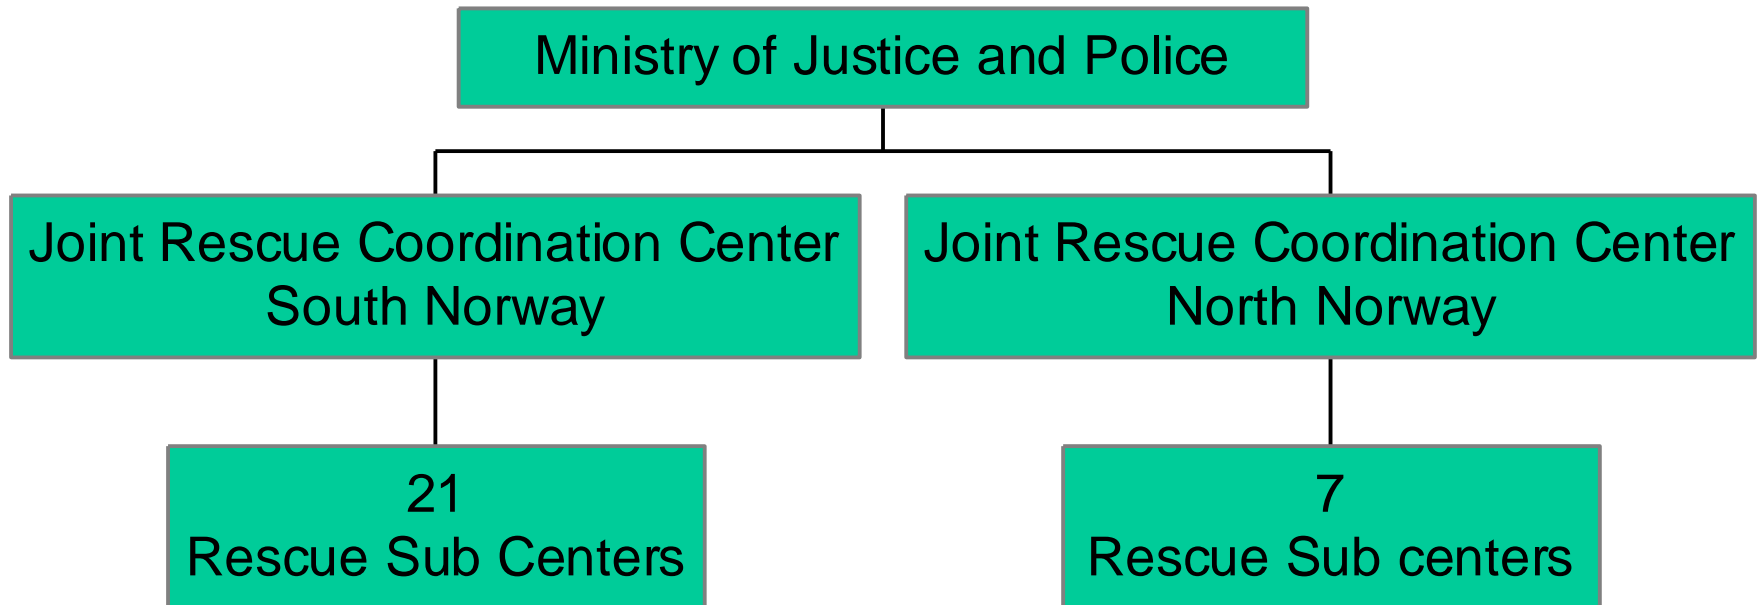 Ministry of Justice and Police
Joint Rescue Coordination Center
South Norway
Joint Rescue Coordination Center
North Norway
21
Rescue Sub Centers
7
Rescue Sub centers